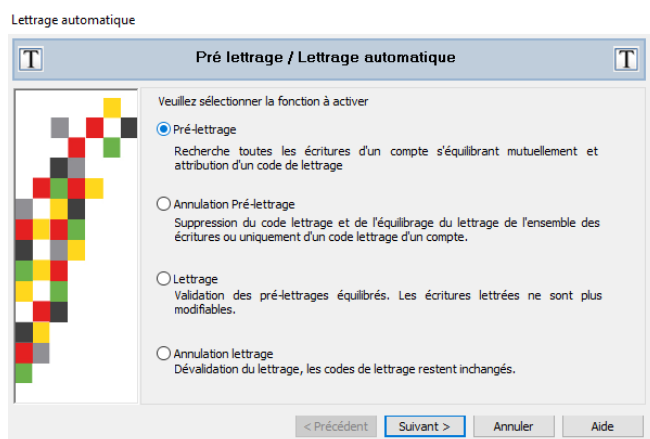 Lettrage automatique
T
Pré lettrage / Lettrage automatique
T
Veuillez sélectionner la fonction à activer
Pré-lettrage
Recherche toutes les écritures d'un compte s'équilibrant mutuellement et
attribution d'un code de lettrage
Annulation Pré-lettrage
Suppression du code lettrage et de l'équilibrage du lettrage de l'ensemble des
écritures ou uniquement d'un code lettrage d'un compte.
Lettrage
Validation des pré-lettrages équilibrés. Les écritures lettrées ne sont plus
modifiables.
Annulation lettrage
Dévalidation du lettrage, les codes de lettrage restent inchangés.
< Précédent
Suivant >
Annuler
Aide